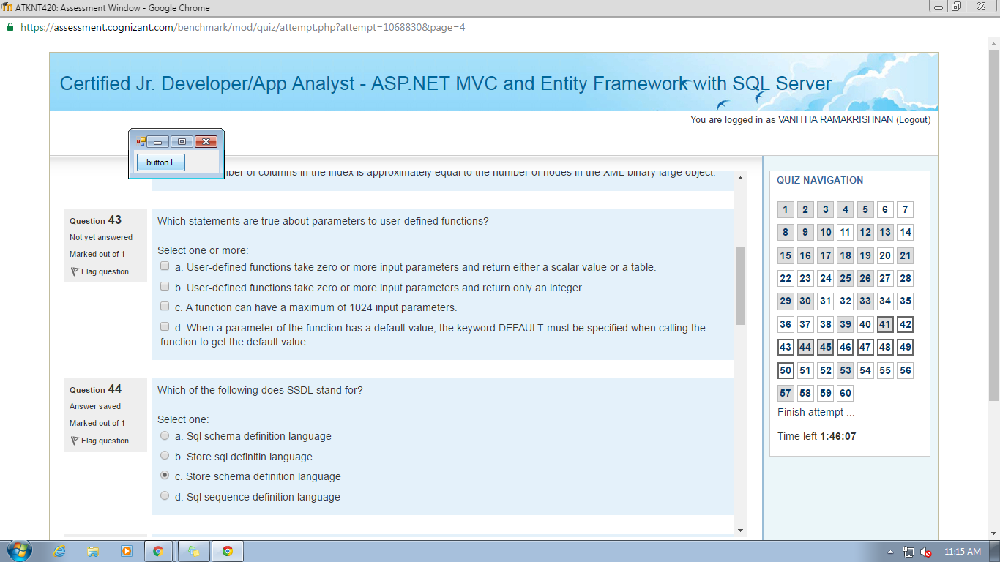 ATKNT420: Assessment Window - Google Chrome
https://assessment.cognizant.com/benchmark/mod/quiz/attempt.php?attempt=1068830&page=4
Certified Jr. Developer/App Analyst - ASP.NET MVC and Entity Framework with SQL Server
You are logged in as VANITHA RAMAKRISHNAN (Logout)
button1
of columns in the index is approximately equal to the number of nodes in the XML binary large object.
Question 43
Not yet answered
Marked out of 1
Flag question
Which statements are true about parameters to user-defined functions?
Select one or more:
a. User-defined functions take zero or more input parameters and return either a scalar value or a table.
b. User-defined functions take zero or more input parameters and return only an integer.
c. A function can have a maximum of 1024 input parameters.
d. When a parameter of the function has a default value, the keyword DEFAULT must be specified when calling the
function to get the default value.
Question 44
Answer saved
Marked out of 1
Flag question
Which of the following does SSDL stand for?
Select one:
a. Sql schema definition language
b. Store sql definitin language
c. Store schema definition language
d. Sql sequence definition language
QUIZ NAVIGATION
1 2 3 4 5 6 7
8 9 10 11 12 13 14
15 16 17 18 19 20 21
22 23 24 25 26 27 28
29 30 31 32 33 34 35
36 37 38 39 40 41 42
43 44 45 46 47 48 49
50 51 52 53 54 55 56
57 58 59 60
Finish attempt ...
Time left 1:46:07
11:15 AM